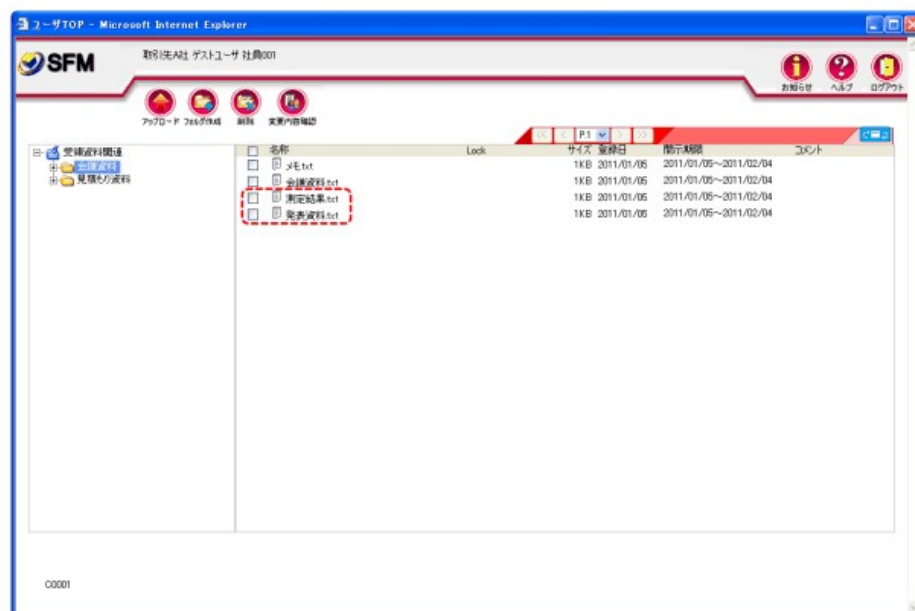 ユーザTOP - Microsoft Internet Explorer
SFM
取引先A社 ゲストユーザ 社員001
お知らせ ヘルプ ログアウト
アップロード フォルダ作成 削除 変更内容確認
<< < P.1 > >>
受領資料関連
会議資料
見積もり資料
名称 Lock サイズ 登録日 開示期限 コメント
メモ.txt 1KB 2011/01/05 2011/01/05~2011/02/04
会議資料.txt 1KB 2011/01/05 2011/01/05~2011/02/04
測定結果.txt 1KB 2011/01/05 2011/01/05~2011/02/04
発表資料.txt 1KB 2011/01/05 2011/01/05~2011/02/04
C0001